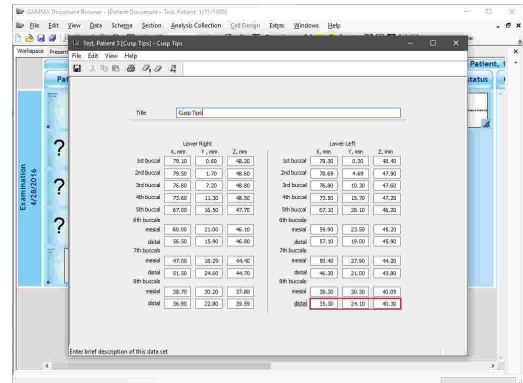 GAMMA Document Browser - [Patient Document - Test, Patient, 1/31/1980]
File Edit View Data Schema Section Analysis Collection Cell Design Extras Windows Help
Workspace Present
Test, Patient 3 [Cusp Tips] - Cusp Tips
File Edit View Help
Patient, 1
Pat
status
Title Cusp Tips
Lower Right Lower Left
X, mm Y, mm Z, mm X, mm Y, mm Z, mm
1st buccal 79.10 0.60 48.20 1st buccal 79.30 0.30 48.40
2nd buccal 79.50 1.70 48.60 2nd buccal 78.69 4.69 47.90
3rd buccal 76.80 7.20 48.80 3rd buccal 76.80 10.30 47.60
4th buccal 73.60 11.30 48.50 4th buccal 73.50 15.70 47.20
5th buccal 67.00 16.50 47.70 5th buccal 67.10 20.10 46.20
6th buccals 6th buccals
mesial 60.00 21.00 46.10 mesial 59.90 23.50 45.20
distal 56.50 15.90 46.80 distal 57.10 19.00 45.90
7th buccals 7th buccals
mesial 47.00 18.29 44.40 mesial 50.40 27.90 44.20
distal 51.50 24.60 44.70 distal 46.30 21.00 43.80
8th buccals 8th buccals
mesial 38.70 30.20 37.80 mesial 39.30 30.50 40.09
distal 36.90 22.80 39.59 distal 35.30 24.10 40.30
Examination
4/28/2016
?
?
?
Enter brief description of this data set